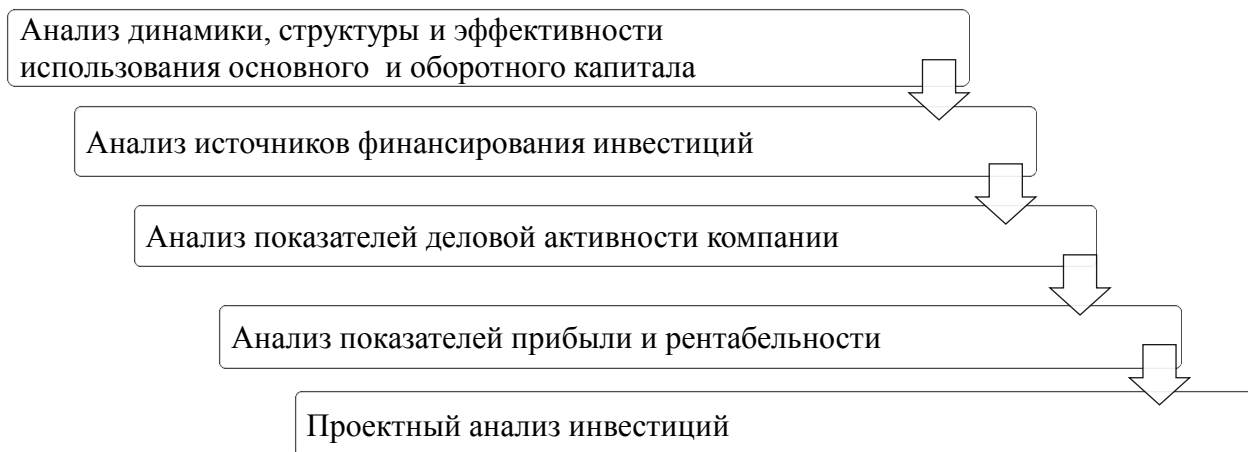 Анализ динамики, структуры и эффективности
использования основного и оборотного капитала
Анализ источников финансирования инвестиций
Анализ показателей деловой активности компании
Анализ показателей прибыли и рентабельности
Проектный анализ инвестиций